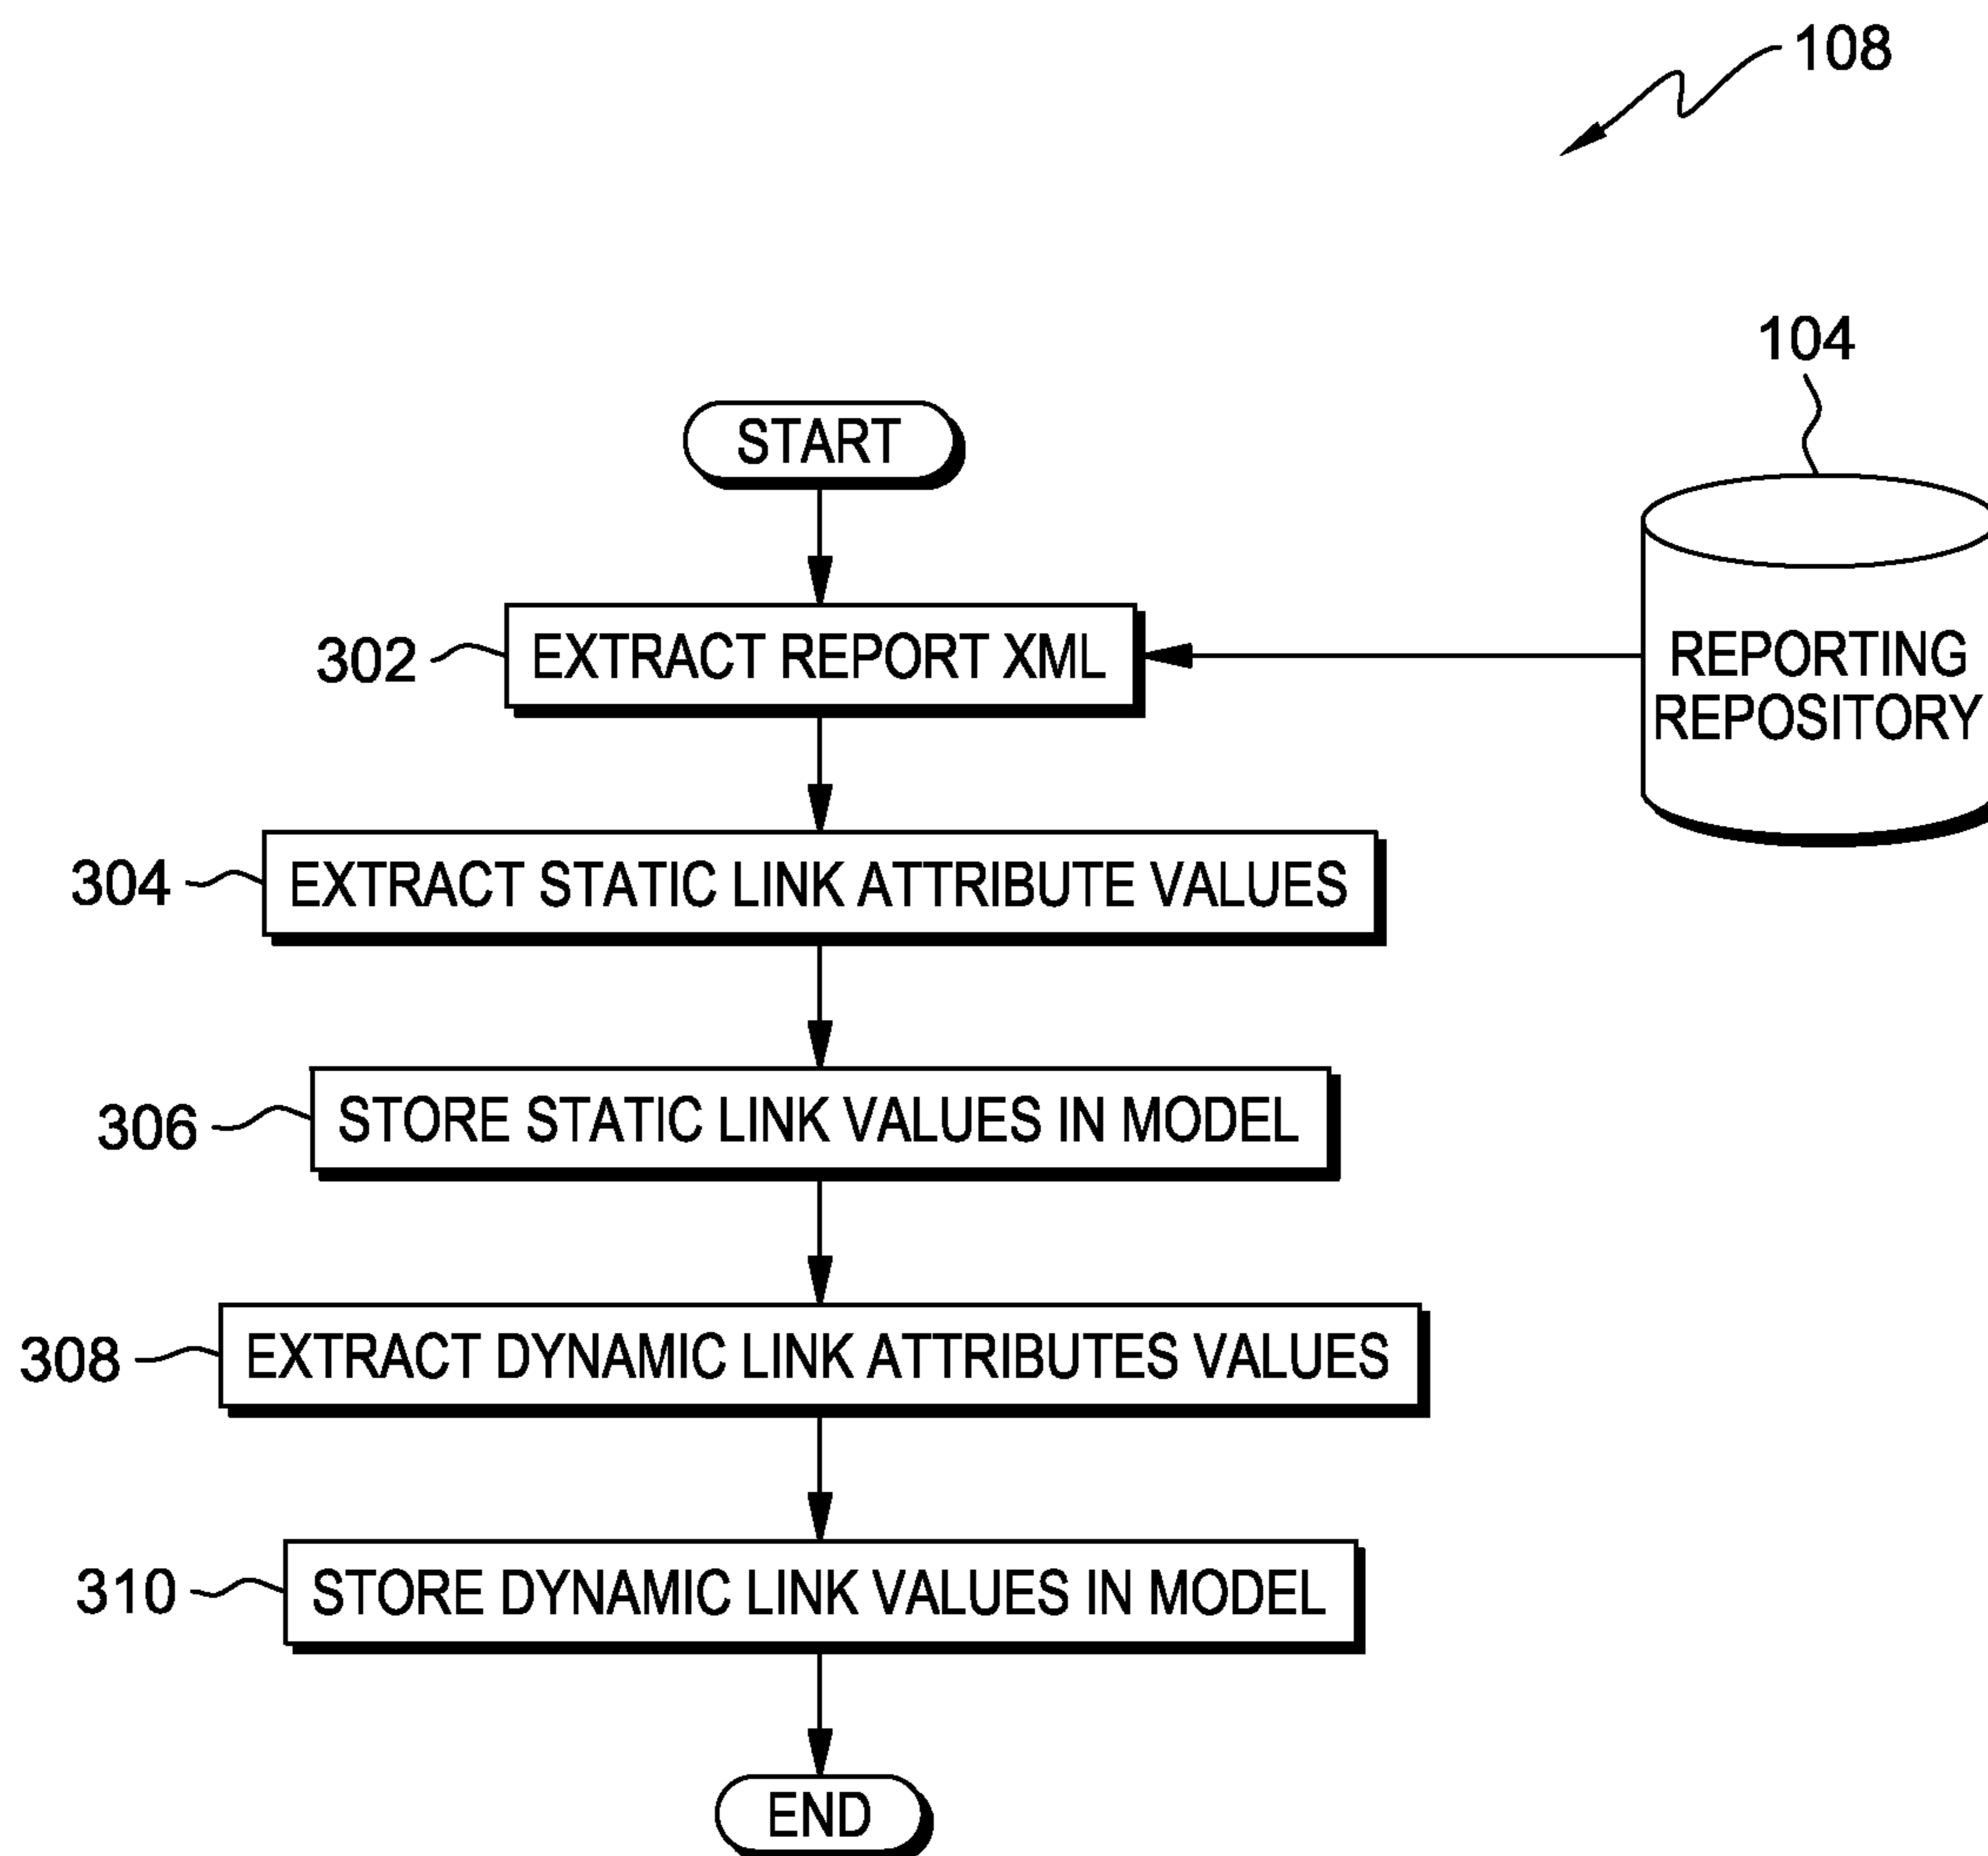 108
104
START
302
EXTRACT REPORT XML
REPORTING
REPOSITORY
304
EXTRACT STATIC LINK ATTRIBUTE VALUES
306
STORE STATIC LINK VALUES IN MODEL
308
EXTRACT DYNAMIC LINK ATTRIBUTES VALUES
310
STORE DYNAMIC LINK VALUES IN MODEL
END